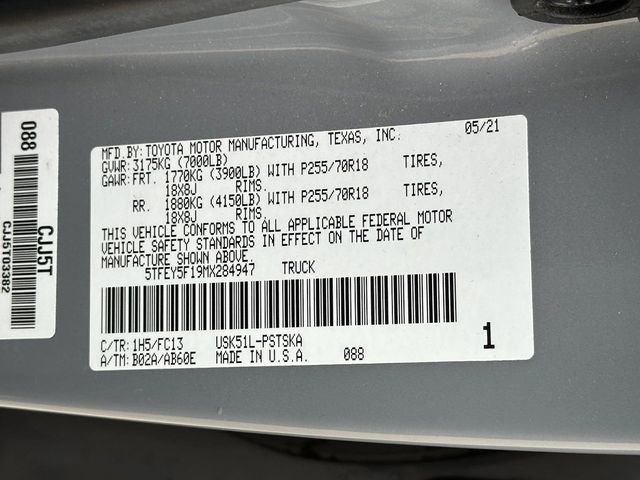 MFD.BY:TOYOTA MOTOR MANUFACTURING, TEXAS, INC. 05/21
GVWR:3175KG (7000LB)
GAWR:FRT. 1770KG (3900LB) WITH P255/70R18 TIRES,
18X8J RIMS.
RR. 1880KG (4150LB) WITH P255/70R18 TIRES,
18X8J RIMS.
THIS VEHICLE CONFORMS TO ALL APPLICABLE FEDERAL MOTOR
VEHICLE SAFETY STANDARDS IN EFFECT ON THE DATE OF
MANUFACTURE SHOWN ABOVE.
5TFEY5F19MX284947 TRUCK
C/TR:1H5/FC13 USK51L-PSTSKA
A/TM:B02A/AB60E MADE IN U.S.A. 088 1
088
CJJ5T
CJJ5T03382